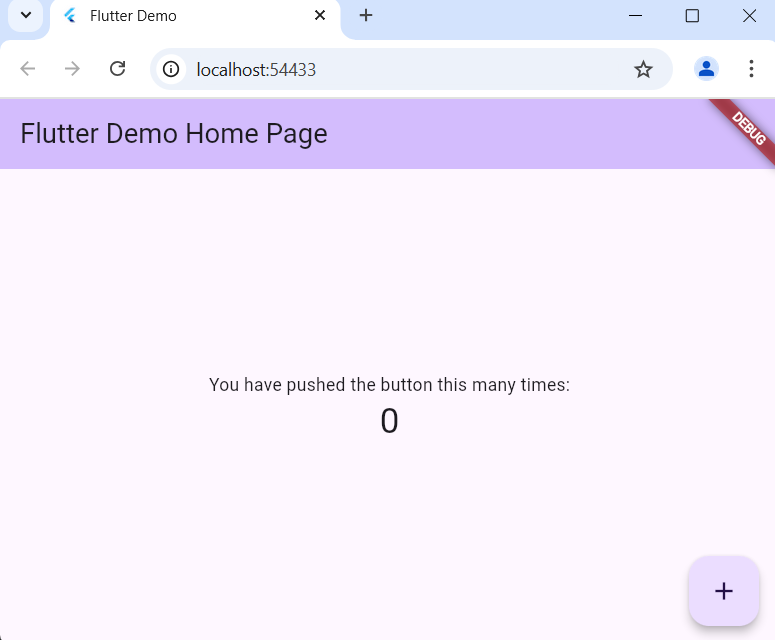 Flutter Demo
localhost:54433
Flutter Demo Home Page
DEBUG
You have pushed the button this many times:
0